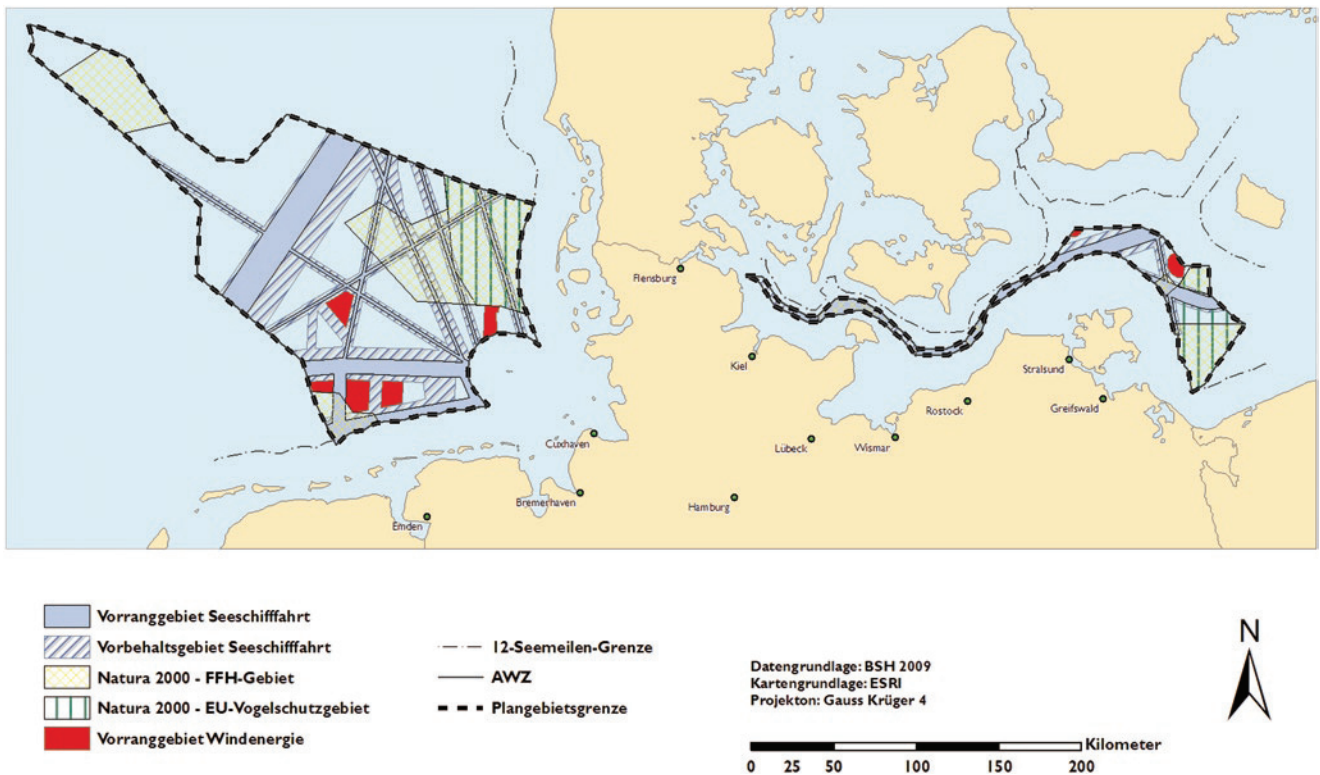 Flensburg
Kiel
Stralsund
Rostock
Greifswald
Cuxhaven
Lübeck
Wismar
Bremerhaven
Hamburg
Emden
Vorranggebiet Seeschifffahrt
Vorbehaltsgebiet Seeschifffahrt
Natura 2000 - FFH-Gebiet
Natura 2000 - EU-Vogelschutzgebiet
Vorranggebiet Windenergie
12-Seemeilen-Grenze
AWZ
Plangebietsgrenze
Datengrundlage: BSH 2009
Kartengrundlage: ESRI
Projekton: Gauss Krüger 4
N
Kilometer
0 25 50 100 150 200